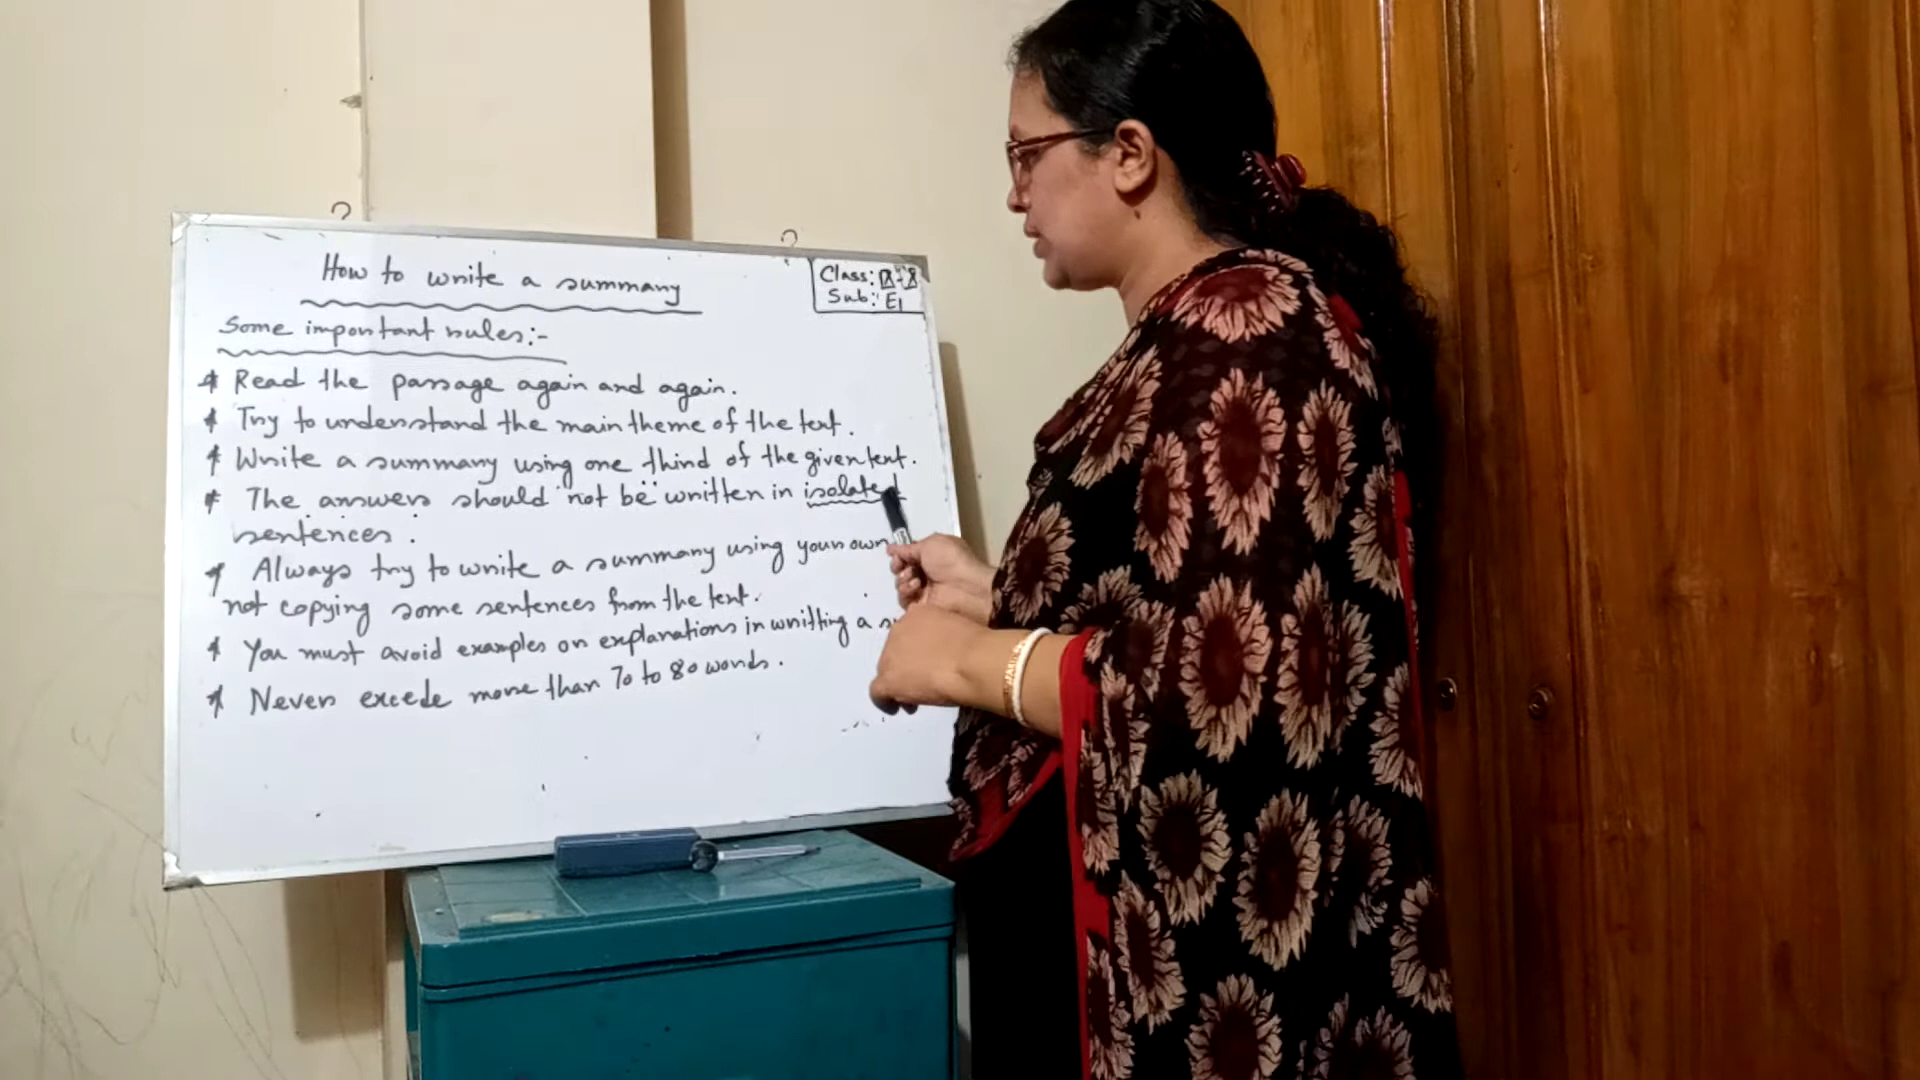 How to write a summary
Class: IX-X
Sub: E1
Some important rules:-
* Read the passage again and again.
* Try to understand the main theme of the text.
* Write a summary using one third of the given text.
* The answers should not be written in isolated
sentences.
* Always try to write a summary using your own
not copying some sentences from the text.
* You must avoid examples or explanations in writting a
* Never excede more than 70 to 80 words.